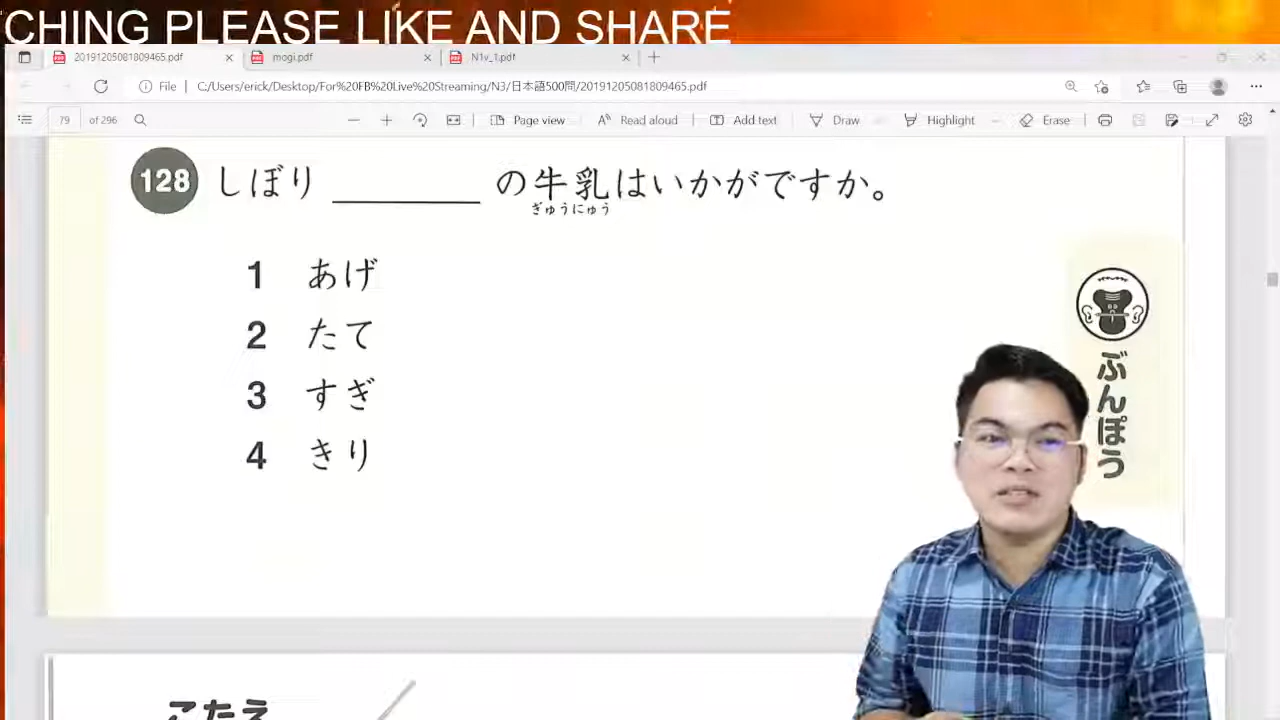 CHING PLEASE LIKE AND SHARE
20191205081809465.pdf
mogi.pdf
N1v_1.pdf
File
C:/Users/erick/Desktop/For%20FB%20Live%20Streaming/N3/日本語500問/20191205081809465.pdf
79 of 296
Page view
Read aloud
Add text
Draw
Highlight
Erase
128 しぼり ________ の牛乳はいかがですか。
ぎゅうにゅう
1 あげ
2 たて
3 すぎ
4 きり
ぶんぽう
こたえ